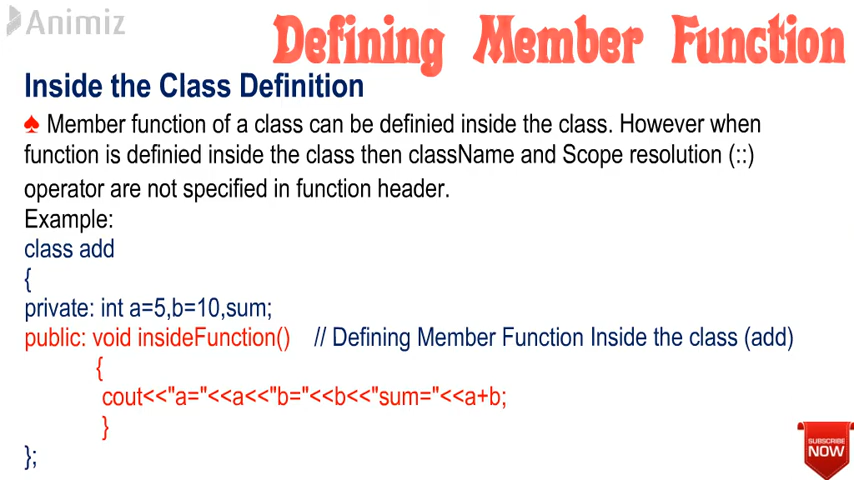 Animiz
Defining Member Function
Inside the Class Definition
♠ Member function of a class can be definied inside the class. However when
function is definied inside the class then className and Scope resolution (::)
operator are not specified in function header.
Example:
class add
{
private: int a=5,b=10,sum;
public: void insideFunction() // Defining Member Function Inside the class (add)
{
cout<<"a="<<a<<"b="<<b<<"sum="<<a+b;
}
};
SUBSCRIBE
NOW